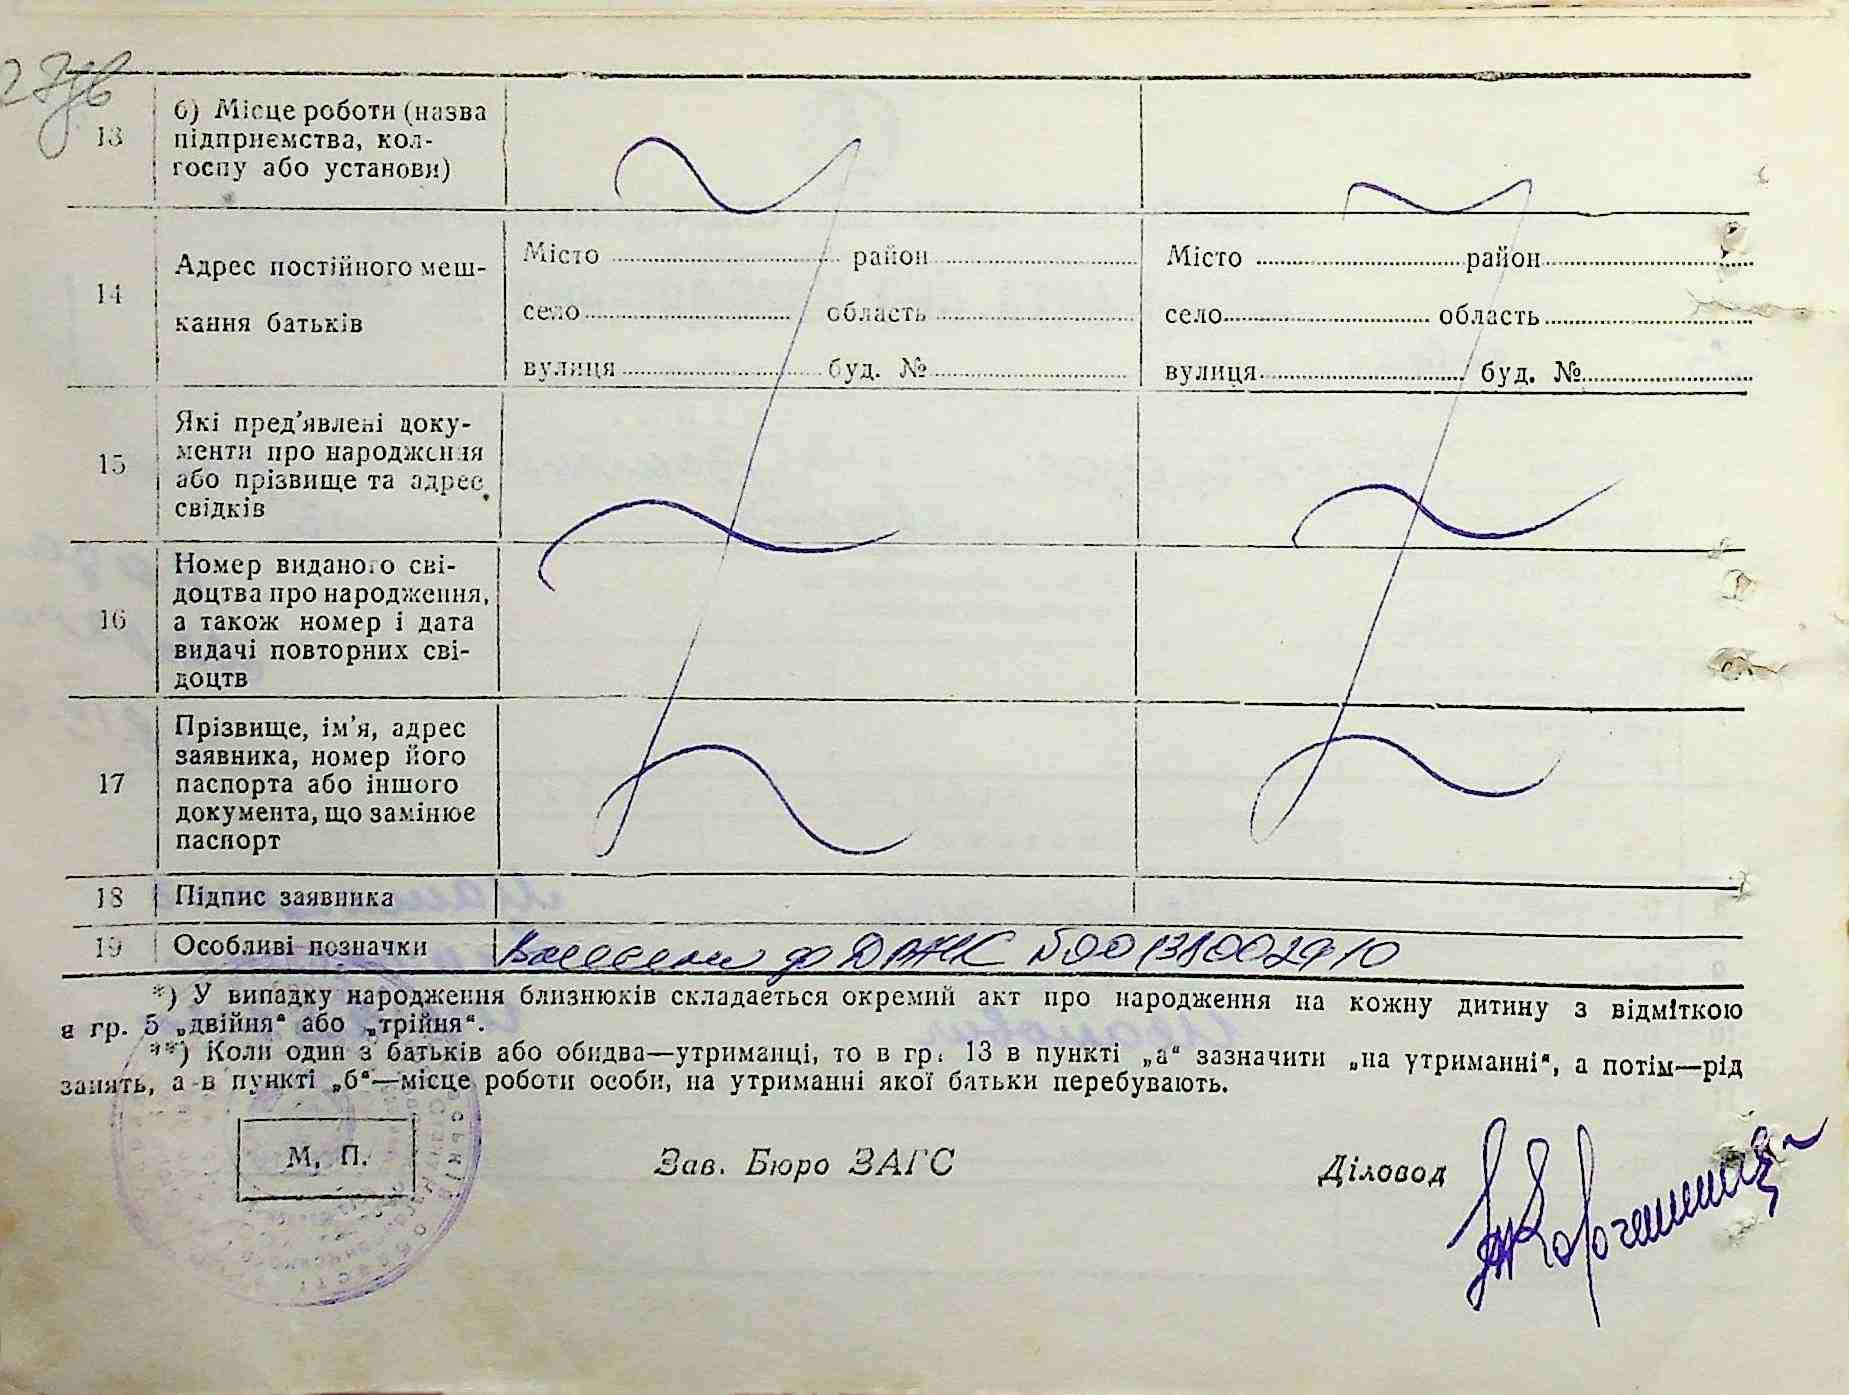 13 б) Місце роботи (назва
підприємства, кол-
госпу або установи)
14 Адрес постійного меш-
кання батьків
Місто район
село область
вулиця буд. №
Місто район
село область
вулиця буд. №
15 Які пред'явлені доку-
менти про народження
або прізвище та адрес
свідків
16 Номер виданого сві-
доцтва про народження,
а також номер і дата
видачі повторних сві-
доцтв
17 Прізвище, ім'я, адрес
заявника, номер його
паспорта або іншого
документа, що замінює
паспорт
18 Підпис заявника
19 Особливі позначки Внесено до ДРАЦС №00138002910
*) У випадку народження близнюків складається окремий акт про народження на кожну дитину з відміткою
в гр. 5 „двійня“ або „трійня“.
**) Коли один з батьків або обидва—утриманці, то в гр. 13 в пункті „а“ зазначити „на утриманні“, а потім—рід
занять, а в пункті „б“—місце роботи особи, на утриманні якої батьки перебувають.
М. П. Зав. Бюро ЗАГС Діловод